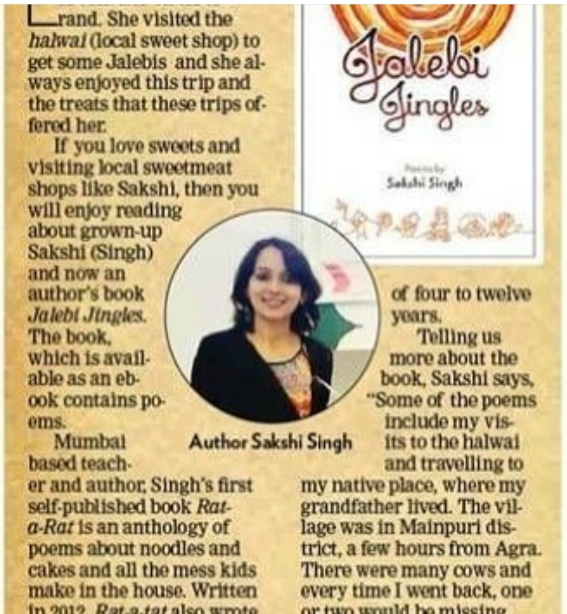 rand. She visited the
halwai (local sweet shop) to
get some Jalebis and she al-
ways enjoyed this trip and
the treats that these trips of-
fered her.
If you love sweets and
visiting local sweetmeat
shops like Sakshi, then you
will enjoy reading
about grown-up
Sakshi (Singh)
and now an
author's book
Jalebi Jingles.
The book,
which is avail-
able as an eb-
ook contains po-
ems.
Mumbai
based teach-
er and author, Singh's first
self-published book Rat-
a-Rat is an anthology of
poems about noodles and
cakes and all the mess kids
make in the house. Written
in 2012, Rat-a-tat also wrote
Jalebi
Jingles
Poems by
Sakshi Singh
Author Sakshi Singh
of four to twelve
years.
Telling us
more about the
book, Sakshi says,
"Some of the poems
include my vis-
its to the halwai
and travelling to
my native place, where my
grandfather lived. The vil-
lage was in Mainpuri dis-
trict, a few hours from Agra.
There were many cows and
every time I went back, one
or two would be missing